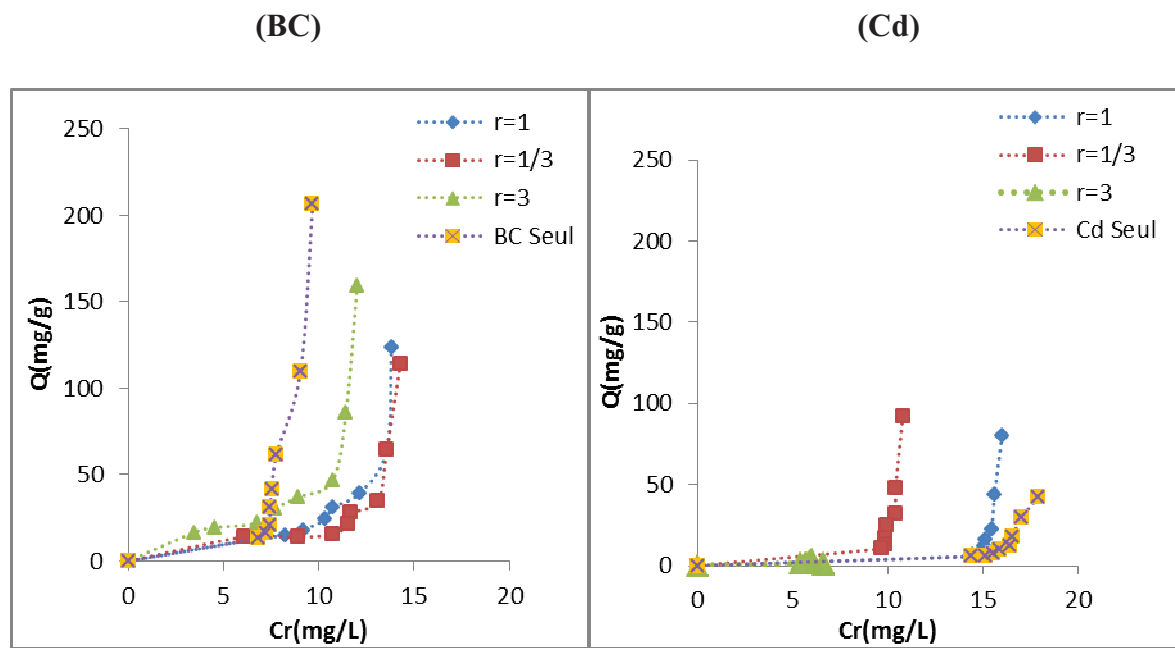 (BC)
(Cd)
250
200
150
100
50
0
Q(mg/g)
0 5 10 15 20
Cr(mg/L)
r=1
r=1/3
r=3
BC Seul
250
200
150
100
50
0
Q(mg/g)
0 5 10 15 20
Cr(mg/L)
r=1
r=1/3
r=3
Cd Seul